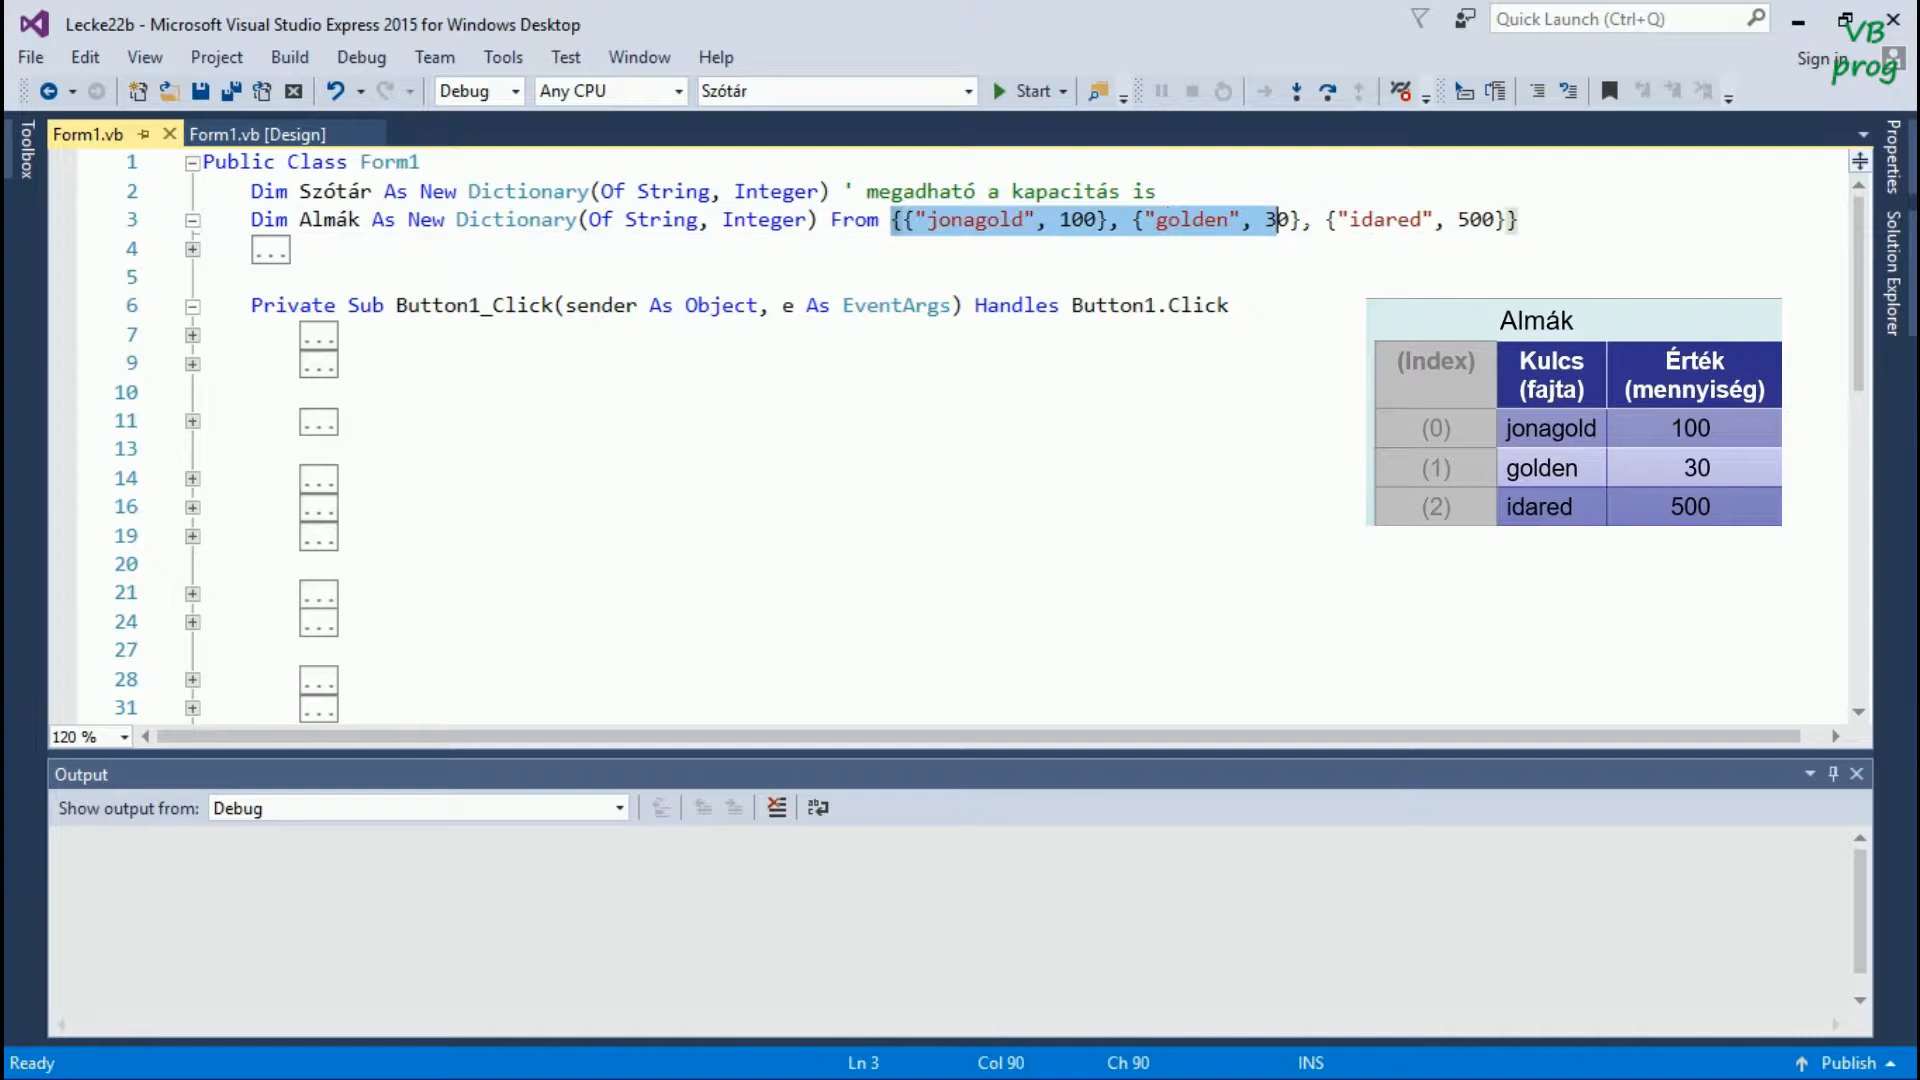 Lecke22b - Microsoft Visual Studio Express 2015 for Windows Desktop
Quick Launch (Ctrl+Q)
VB
prog
File Edit View Project Build Debug Team Tools Test Window Help
Sign in
Debug Any CPU Szótár Start
Toolbox
Form1.vb Form1.vb [Design]
Properties
Solution Explorer
1 Public Class Form1
2 Dim Szótár As New Dictionary(Of String, Integer) ' megadható a kapacitás is
3 Dim Almák As New Dictionary(Of String, Integer) From {{"jonagold", 100}, {"golden", 30}, {"idared", 500}}
4 ...
5
6 Private Sub Button1_Click(sender As Object, e As EventArgs) Handles Button1.Click
7 ...
9 ...
10
11 ...
13
14 ...
16 ...
19 ...
20
21 ...
24 ...
27
28 ...
31 ...
Almák
(Index) Kulcs (fajta) Érték (mennyiség)
(0) jonagold 100
(1) golden 30
(2) idared 500
120 %
Output
Show output from: Debug
Ready Ln 3 Col 90 Ch 90 INS Publish